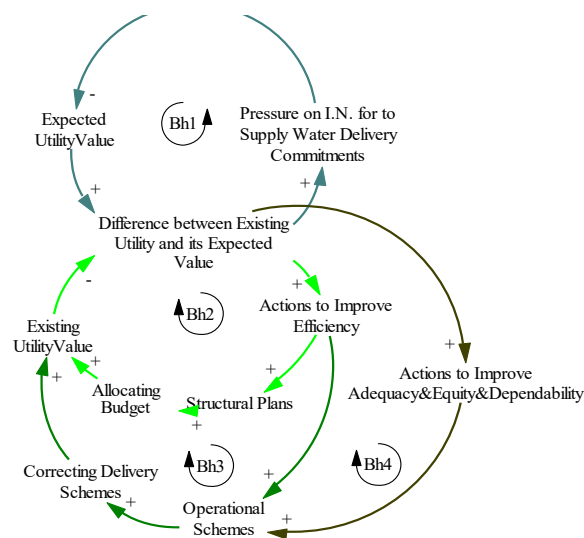 -
Expected
UtilityValue
Bh1
Pressure on I.N. for to
Supply Water Delivery
Commitments
+
+
Difference between Existing
Utility and its Expected
Value
-
+
Bh2
Actions to Improve
Efficiency
Existing
UtilityValue
+
+
+
+
Allocating
Budget
Structural Plans
+
Actions to Improve
Adequacy&Equity&Dependability
Correcting Delivery
Schemes
Bh3
Bh4
+
+
Operational
Schemes
+